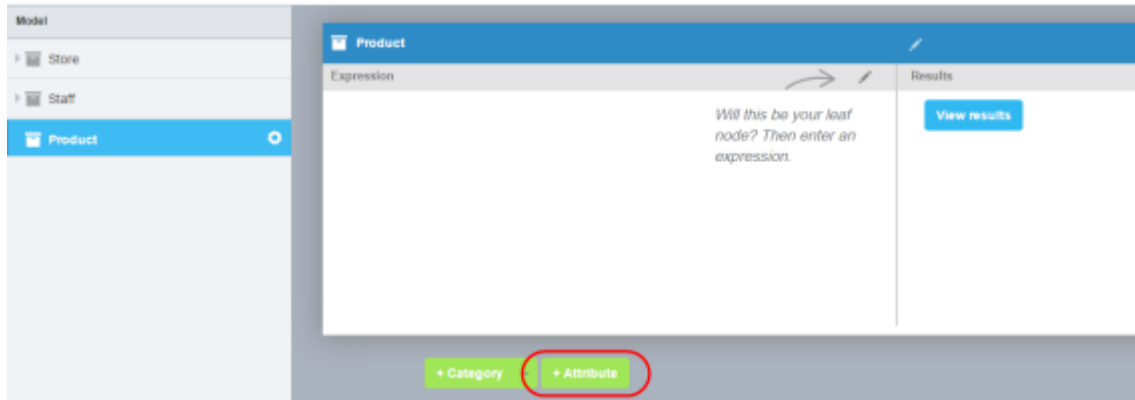 Model
Store
Staff
Product
Product
Expression
Results
Will this be your leaf
node? Then enter an
expression.
View results
+ Category
+ Attribute